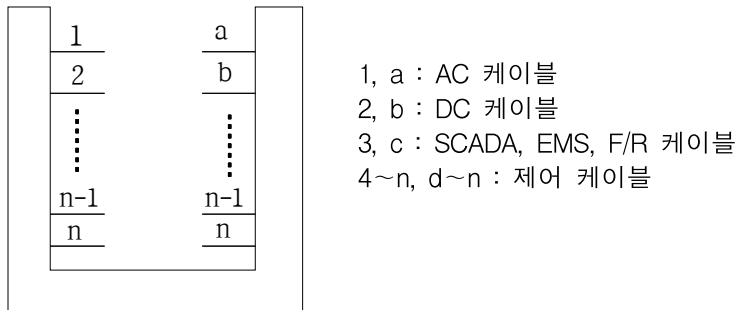 1 a
2 b
n-1 n-1
n n
1, a : AC 케이블
2, b : DC 케이블
3, c : SCADA, EMS, F/R 케이블
4~n, d~n : 제어 케이블